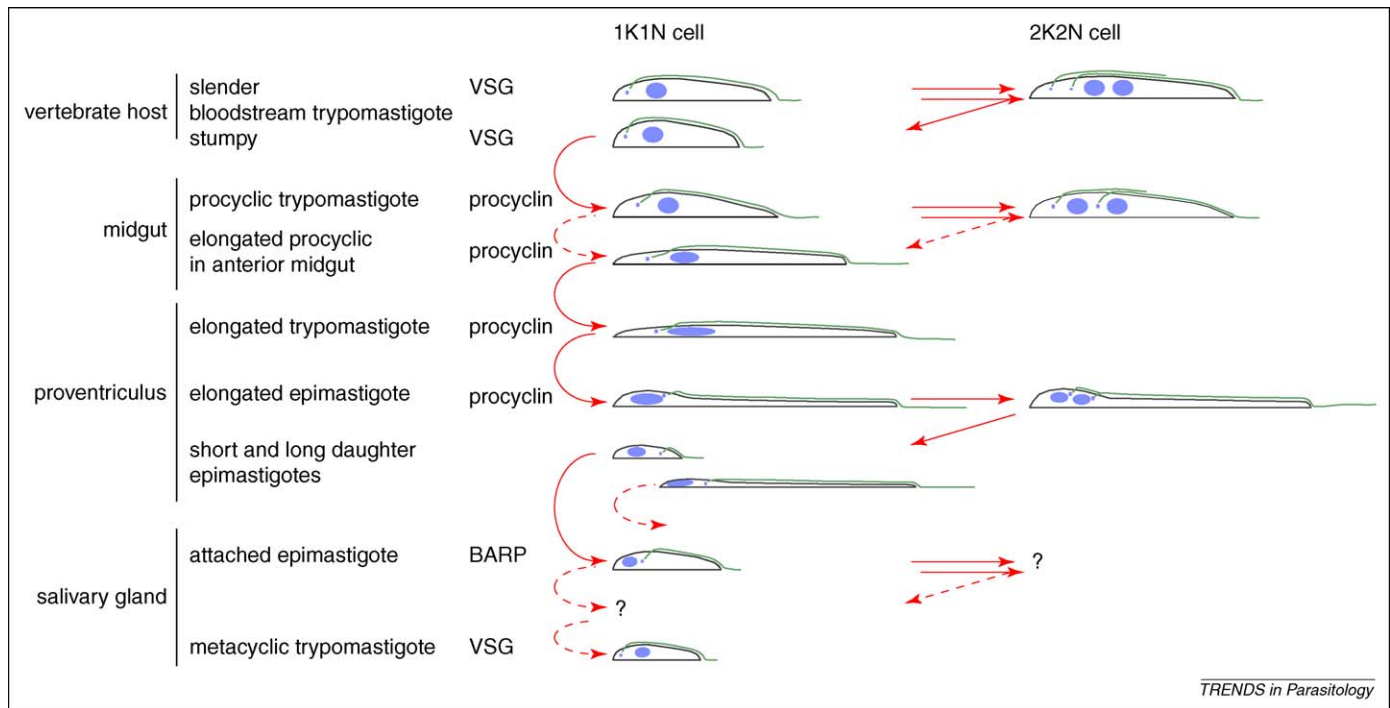 1K1N cell 2K2N cell
vertebrate host
slender VSG
bloodstream trypomastigote
stumpy VSG
midgut
procyclic trypomastigote procyclin
elongated procyclic
in anterior midgut procyclin
proventriculus
elongated trypomastigote procyclin
elongated epimastigote procyclin
short and long daughter
epimastigotes
salivary gland
attached epimastigote BARP ?
?
metacyclic trypomastigote VSG
TRENDS in Parasitology